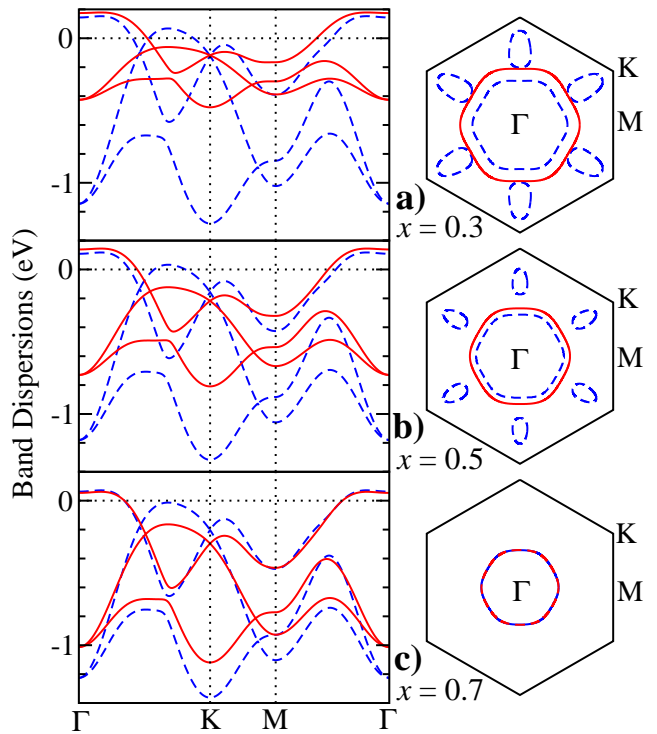 Band Dispersions (eV)
0
-1
a)
x = 0.3
K
Γ
M
0
-1
b)
x = 0.5
K
Γ
M
0
-1
c)
x = 0.7
K
Γ
M
Γ K M Γ